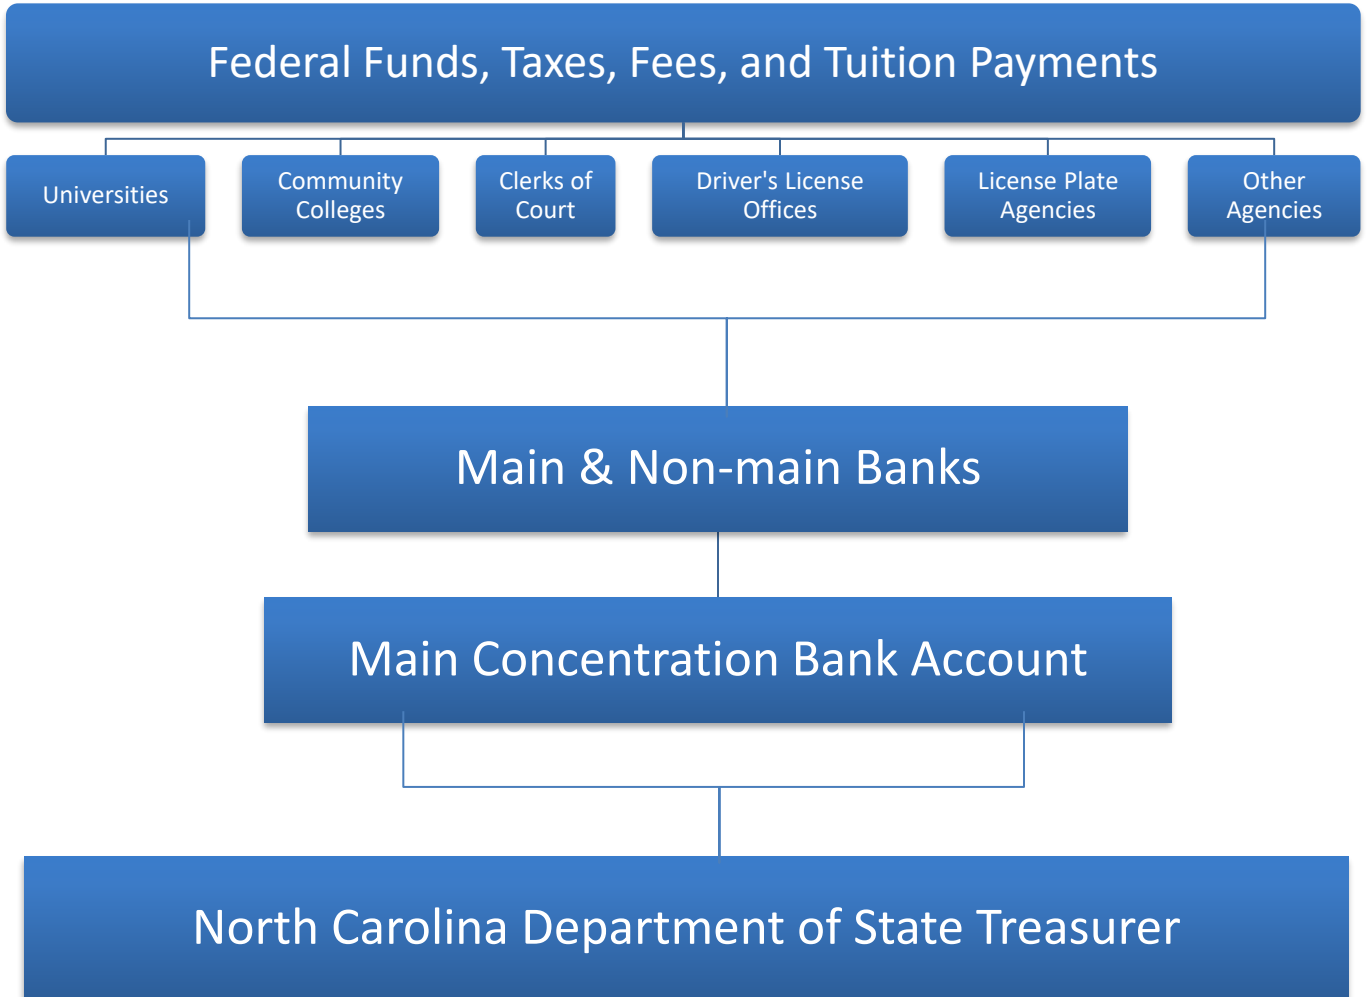 Federal Funds, Taxes, Fees, and Tuition Payments
Universities
Community
Colleges
Clerks of
Court
Driver's License
Offices
License Plate
Agencies
Other
Agencies
Main & Non-main Banks
Main Concentration Bank Account
North Carolina Department of State Treasurer